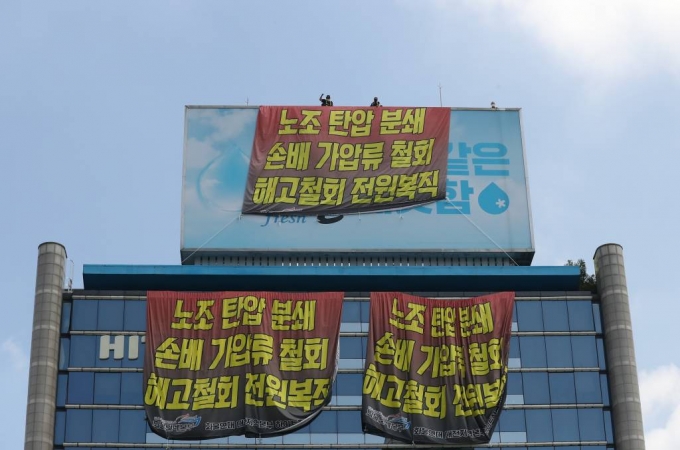 노조 탄압 분쇄
손배 가압류 철회
해고철회 전원복직
같은
fresh
HIT
노조 탄압 분쇄
손배 가압류 철회
해고철회 전원복직
노조 탄압 분쇄
손배 가압류 철회
해고철회 전원복